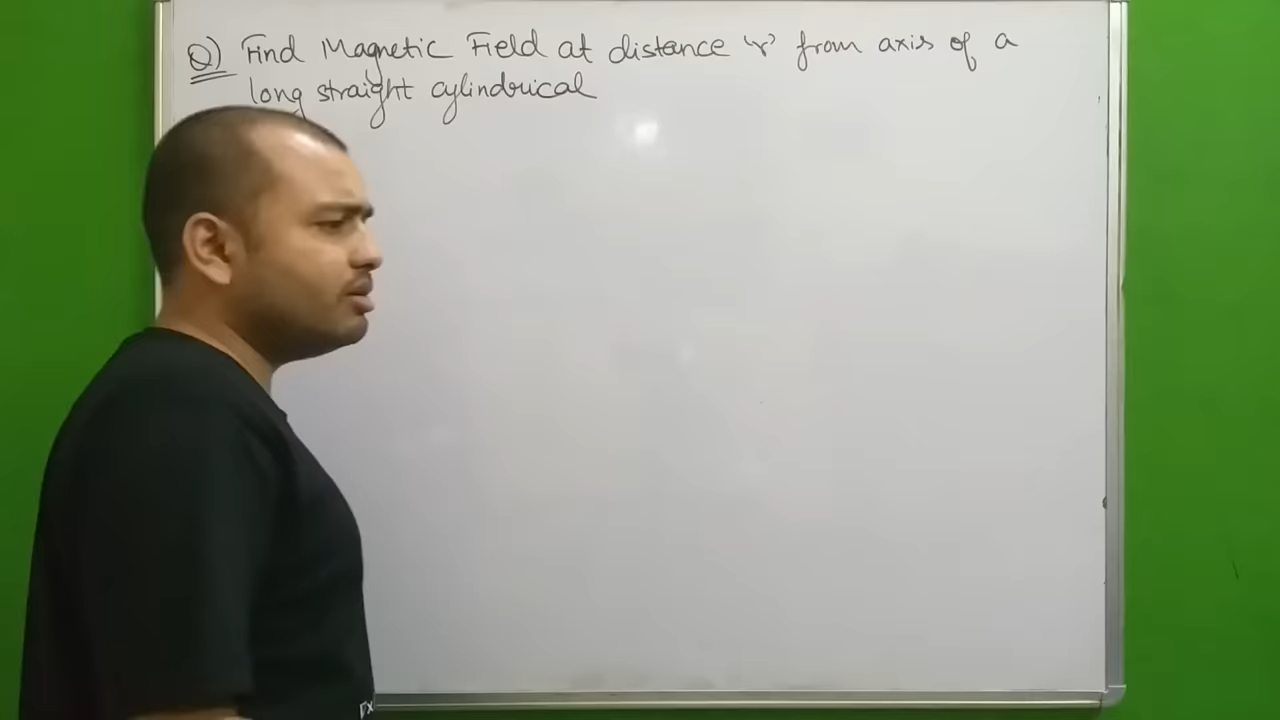 Q) Find Magnetic Field at distance 'r' from axis of a
long straight cylindrical